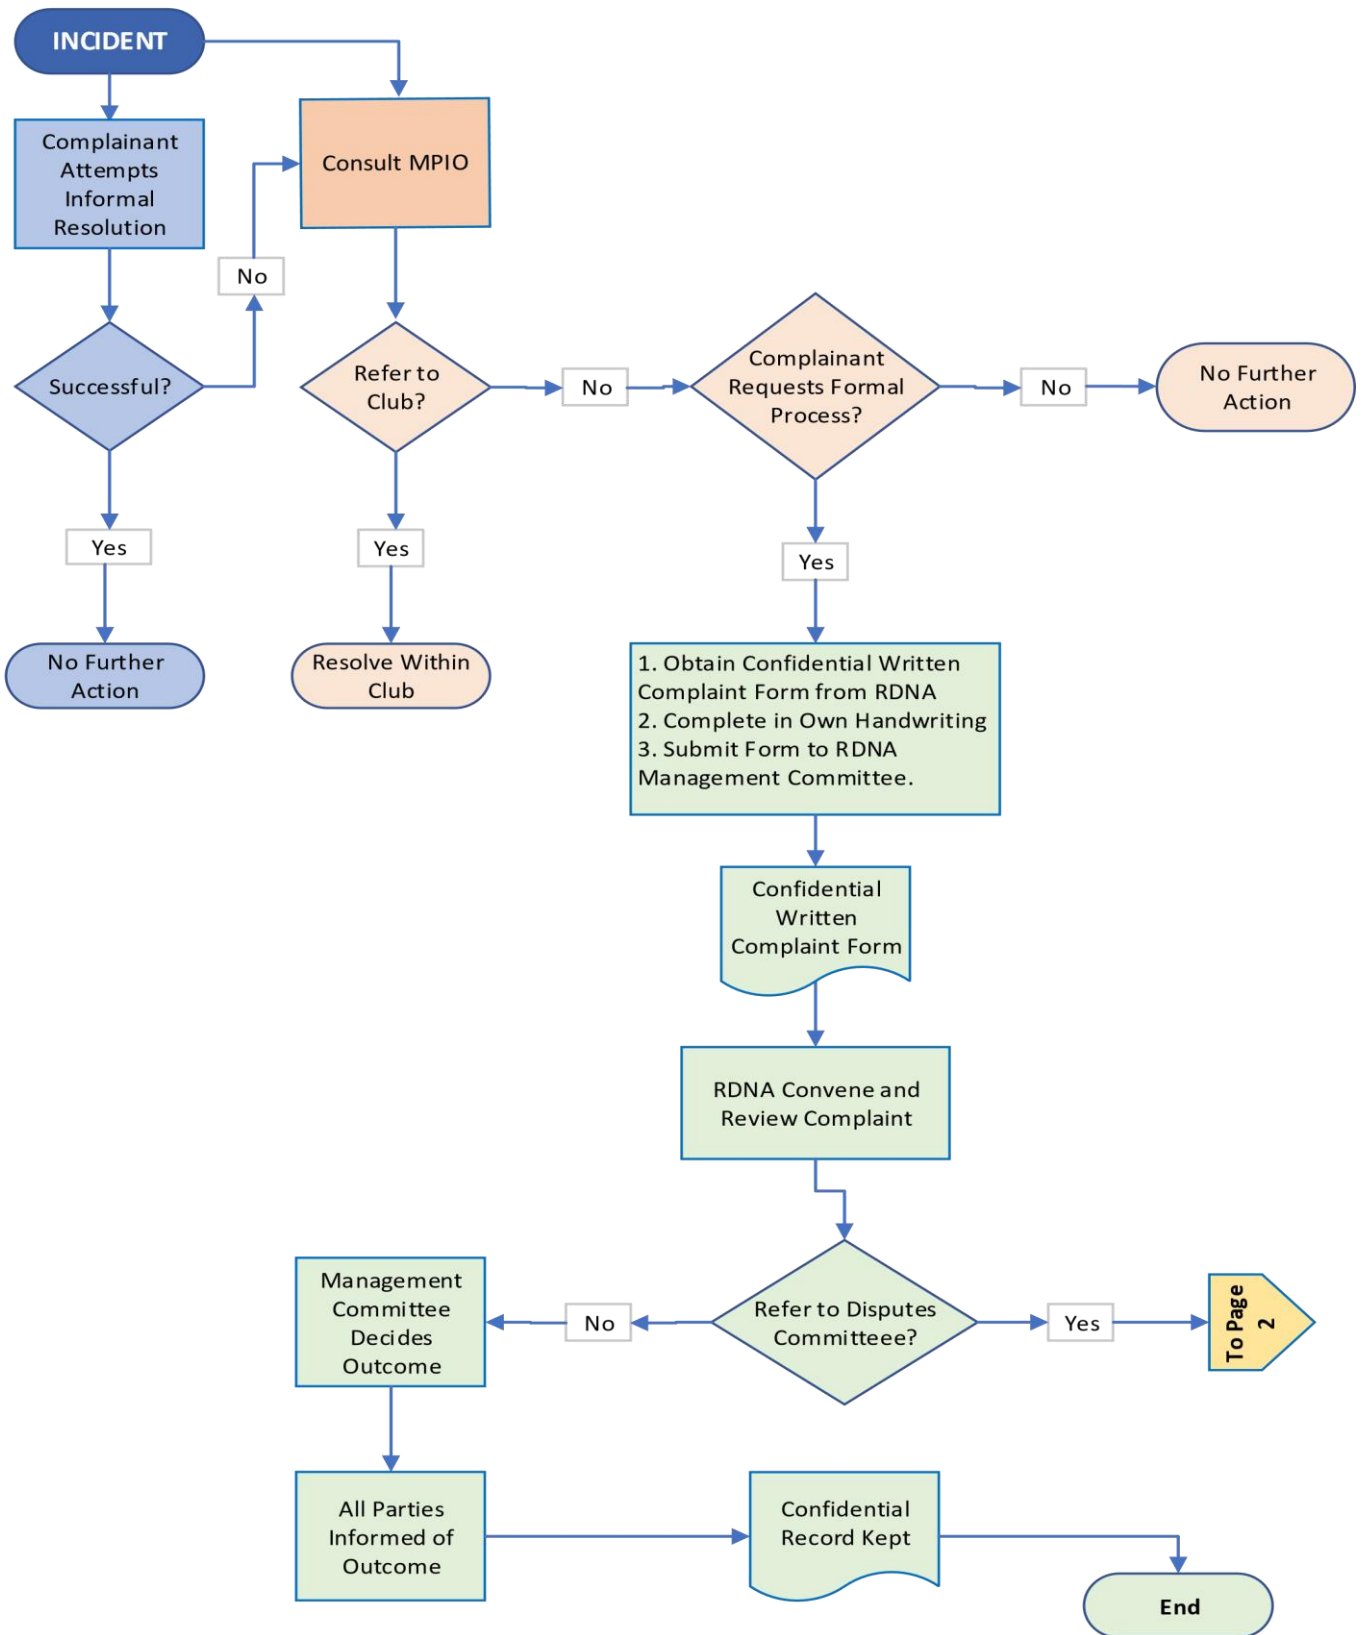 INCIDENT
Complainant
Attempts
Informal
Resolution
Consult MPIO
No
Successful?
Refer to
Club?
No
Complainant
Requests Formal
Process?
No
No Further
Action
Yes
Yes
Yes
No Further
Action
Resolve Within
Club
1. Obtain Confidential Written
Complaint Form from RDNA
2. Complete in Own Handwriting
3. Submit Form to RDNA
Management Committee.
Confidential
Written
Complaint Form
RDNA Convene and
Review Complaint
Management
Committee
Decides
Outcome
No
Refer to Disputes
Committeee?
Yes
To Page
2
All Parties
Informed of
Outcome
Confidential
Record Kept
End